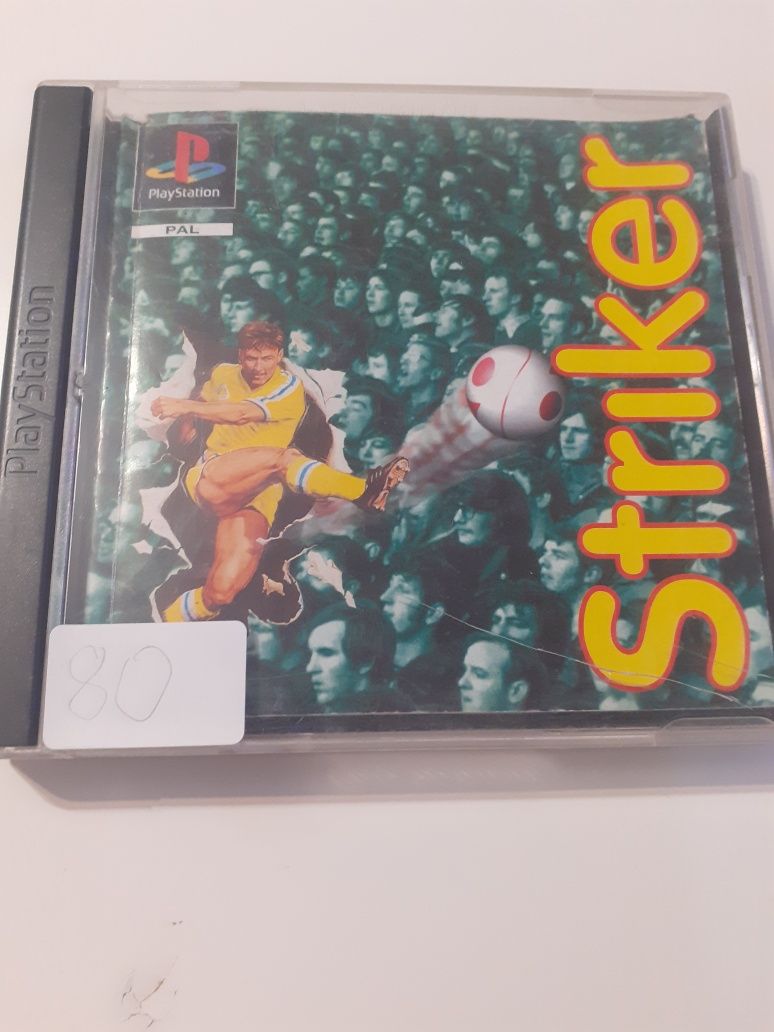 PlayStation
PAL
PlayStation
Striker
80